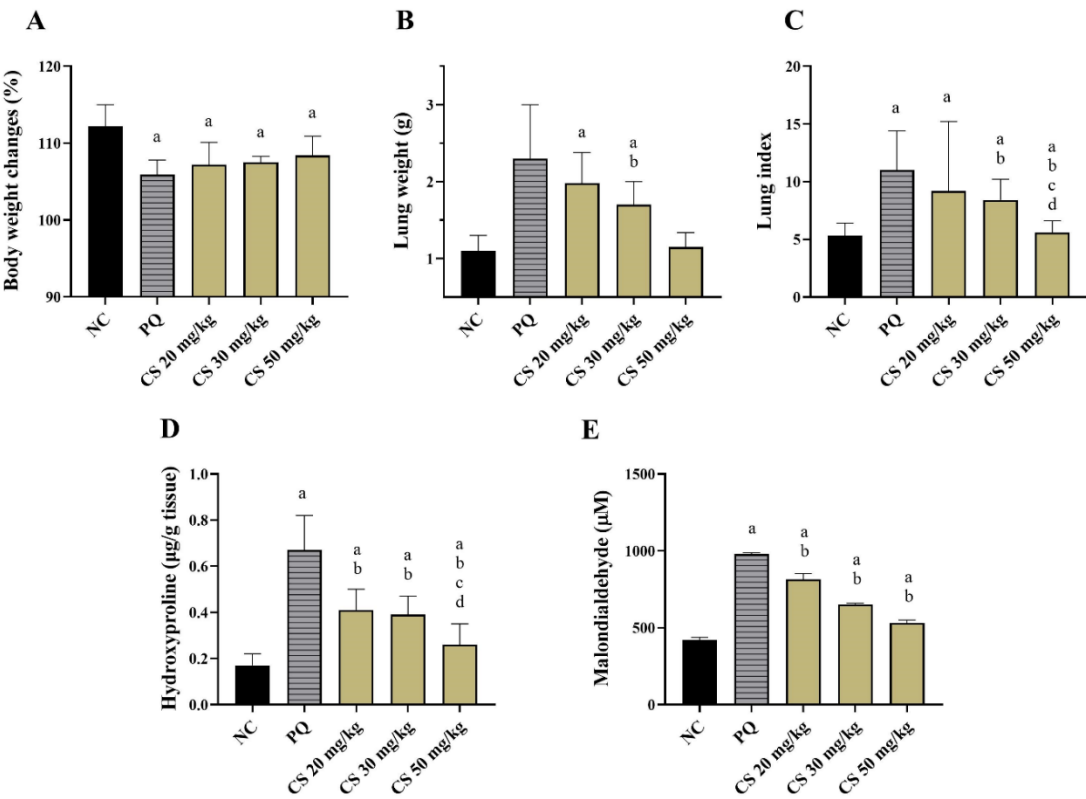 A
Body weight changes (%)
120
110
100
90
a
a
a
a
NC
PQ
CS 20 mg/kg
CS 30 mg/kg
CS 50 mg/kg
B
Lung weight (g)
3
2
1
a
a
b
NC
PQ
CS 20 mg/kg
CS 30 mg/kg
CS 50 mg/kg
C
Lung index
20
15
10
5
0
a
a
a
b
a
b
c
d
NC
PQ
CS 20 mg/kg
CS 30 mg/kg
CS 50 mg/kg
D
Hydroxyproline (µg/g tissue)
1.0
0.8
0.6
0.4
0.2
0.0
a
a
b
a
b
a
b
c
d
NC
PQ
CS 20 mg/kg
CS 30 mg/kg
CS 50 mg/kg
E
Malondialdehyde (µM)
1500
1000
500
0
a
a
b
a
b
a
b
NC
PQ
CS 20 mg/kg
CS 30 mg/kg
CS 50 mg/kg